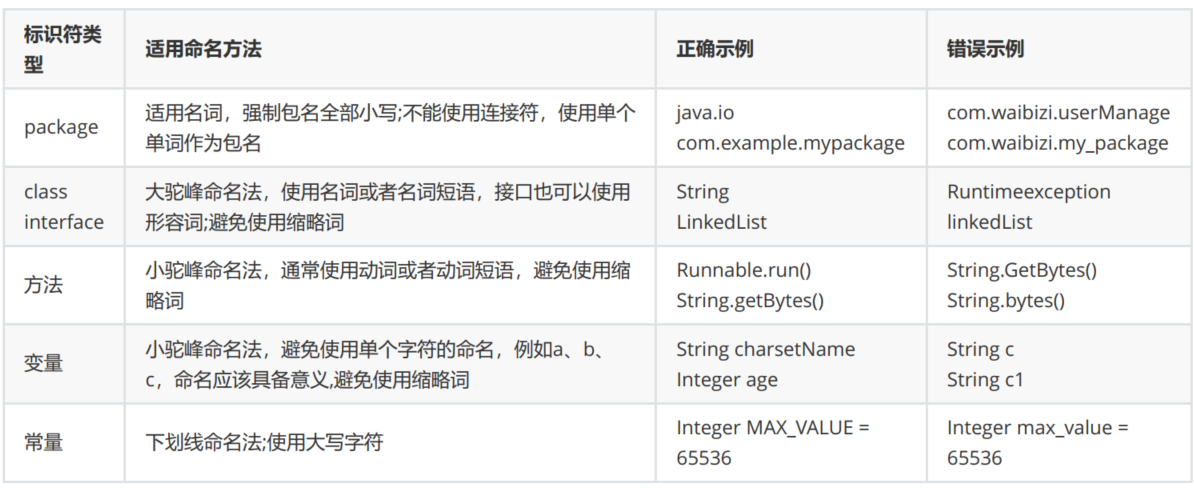 标识符类型
适用命名方法
正确示例
错误示例
package
适用名词，强制包名全部小写;不能使用连接符，使用单个
单词作为包名
java.io
com.example.mypackage
com.waibizi.userManage
com.waibizi.my_package
class
interface
大驼峰命名法，使用名词或者名词短语，接口也可以使用
形容词;避免使用缩略词
String
LinkedList
Runtimeexception
linkedList
方法
小驼峰命名法，通常使用动词或者动词短语，避免使用缩
略词
Runnable.run()
String.getBytes()
String.GetBytes()
String.bytes()
变量
小驼峰命名法，避免使用单个字符的命名，例如a、b、
c，命名应该具备意义,避免使用缩略词
String charsetName
Integer age
String c
String c1
常量
下划线命名法;使用大写字符
Integer MAX_VALUE =
65536
Integer max_value =
65536